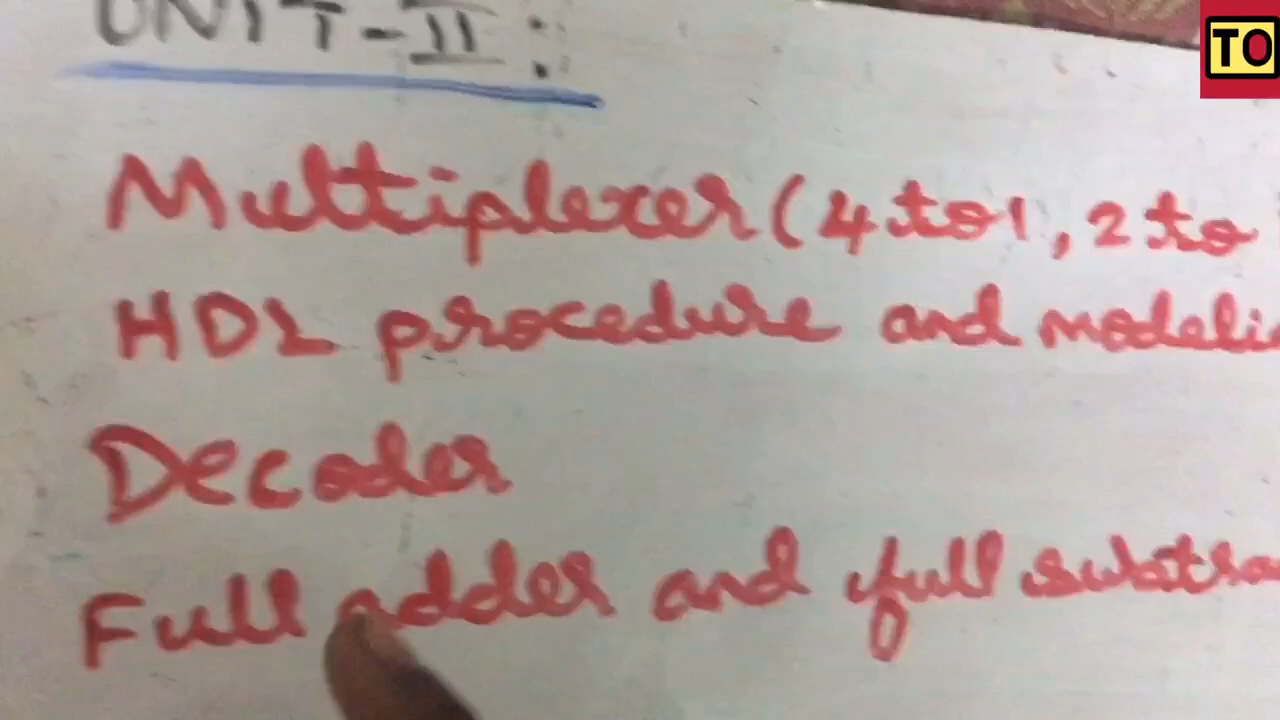 TO
UNIT-II:
Multiplexer (4 to 1, 2 to
HDL procedure and modeli
Decoder
Full adder and full subtra